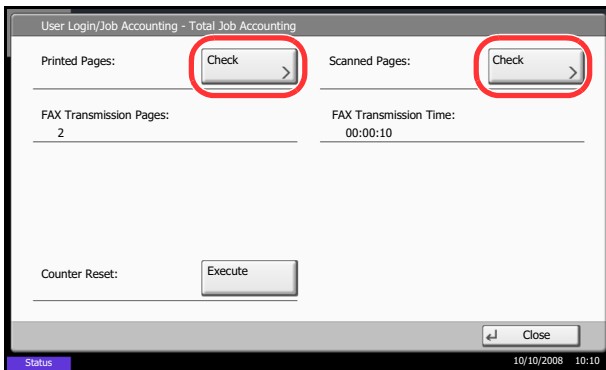 User Login/Job Accounting - Total Job Accounting
Printed Pages: Check Scanned Pages: Check
FAX Transmission Pages: FAX Transmission Time:
2 00:00:10
Counter Reset: Execute
Close
Status 10/10/2008 10:10